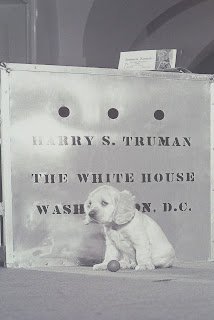 HARRY S. TRUMAN
THE WHITE HOUSE
WASH ON, D.C.